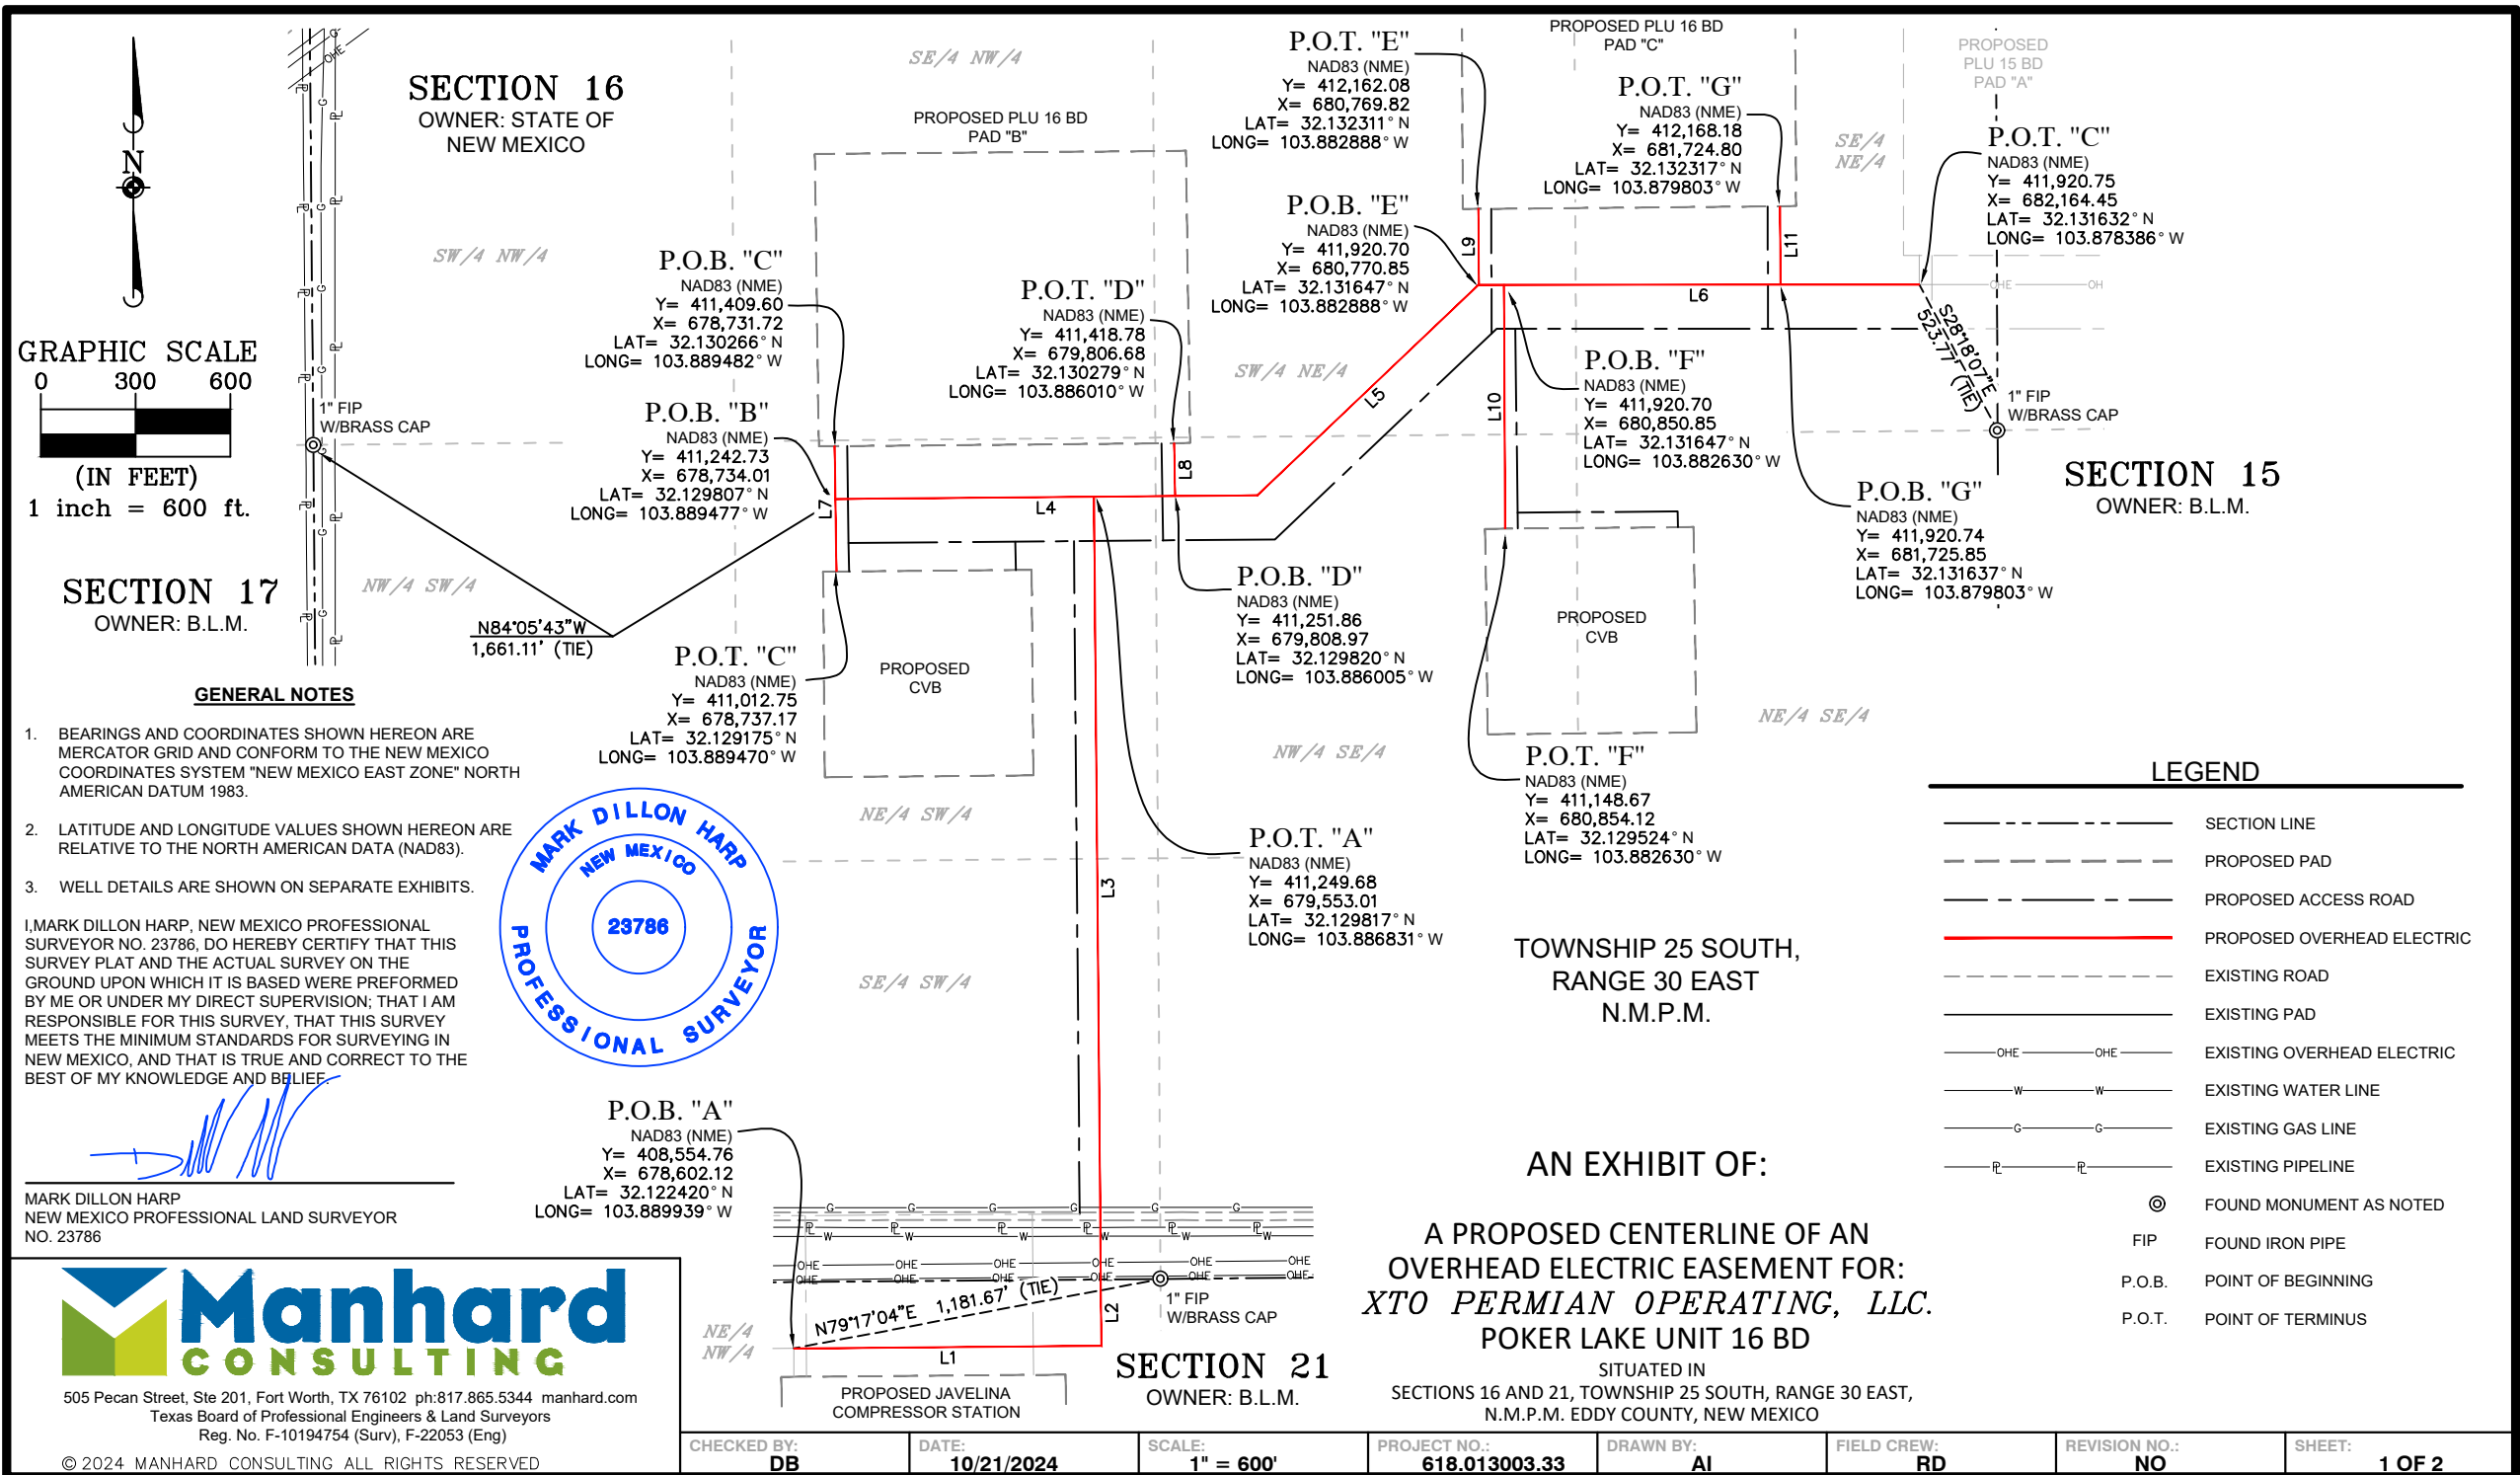 N
GRAPHIC SCALE
0 300 600
(IN FEET)
1 inch = 600 ft.
SECTION 16
OWNER: STATE OF
NEW MEXICO
SECTION 17
OWNER: B.L.M.
1" FIP
W/BRASS CAP
N84°05'43"W
1,661.11' (TIE)
SW/4 NW/4
NW/4 SW/4
SE/4 NW/4
PROPOSED PLU 16 BD
PAD "B"
P.O.B. "C"
NAD83 (NME)
Y= 411,409.60
X= 678,731.72
LAT= 32.130266° N
LONG= 103.889482° W
P.O.B. "B"
NAD83 (NME)
Y= 411,242.73
X= 678,734.01
LAT= 32.129807° N
LONG= 103.889477° W
P.O.T. "C"
NAD83 (NME)
Y= 411,012.75
X= 678,737.17
LAT= 32.129175° N
LONG= 103.889470° W
P.O.T. "D"
NAD83 (NME)
Y= 411,418.78
X= 679,806.68
LAT= 32.130279° N
LONG= 103.886010° W
L7
L4
L8
L5
L3
PROPOSED
CVB
P.O.T. "E"
NAD83 (NME)
Y= 412,162.08
X= 680,769.82
LAT= 32.132311° N
LONG= 103.882888° W
P.O.B. "E"
NAD83 (NME)
Y= 411,920.70
X= 680,770.85
LAT= 32.131647° N
LONG= 103.882888° W
PROPOSED PLU 16 BD
PAD "C"
P.O.T. "G"
NAD83 (NME)
Y= 412,168.18
X= 681,724.80
LAT= 32.132317° N
LONG= 103.879803° W
SE/4
NE/4
PROPOSED
PLU 15 BD
PAD "A"
P.O.T. "C"
NAD83 (NME)
Y= 411,920.75
X= 682,164.45
LAT= 32.131632° N
LONG= 103.878386° W
L9
L11
L6
L10
OHE OH
S28°18'07"E
523.77' (TIE)
1" FIP
W/BRASS CAP
SW/4 NE/4
P.O.B. "F"
NAD83 (NME)
Y= 411,920.70
X= 680,850.85
LAT= 32.131647° N
LONG= 103.882630° W
SECTION 15
OWNER: B.L.M.
P.O.B. "G"
NAD83 (NME)
Y= 411,920.74
X= 681,725.85
LAT= 32.131637° N
LONG= 103.879803° W
P.O.B. "D"
NAD83 (NME)
Y= 411,251.86
X= 679,808.97
LAT= 32.129820° N
LONG= 103.886005° W
PROPOSED
CVB
NE/4 SE/4
NW/4 SE/4
P.O.T. "F"
NAD83 (NME)
Y= 411,148.67
X= 680,854.12
LAT= 32.129524° N
LONG= 103.882630° W
NE/4 SW/4
P.O.T. "A"
NAD83 (NME)
Y= 411,249.68
X= 679,553.01
LAT= 32.129817° N
LONG= 103.886831° W
SE/4 SW/4
GENERAL NOTES
1. BEARINGS AND COORDINATES SHOWN HEREON ARE
MERCATOR GRID AND CONFORM TO THE NEW MEXICO
COORDINATES SYSTEM "NEW MEXICO EAST ZONE" NORTH
AMERICAN DATUM 1983.
2. LATITUDE AND LONGITUDE VALUES SHOWN HEREON ARE
RELATIVE TO THE NORTH AMERICAN DATA (NAD83).
3. WELL DETAILS ARE SHOWN ON SEPARATE EXHIBITS.
I,MARK DILLON HARP, NEW MEXICO PROFESSIONAL
SURVEYOR NO. 23786, DO HEREBY CERTIFY THAT THIS
SURVEY PLAT AND THE ACTUAL SURVEY ON THE
GROUND UPON WHICH IT IS BASED WERE PREFORMED
BY ME OR UNDER MY DIRECT SUPERVISION; THAT I AM
RESPONSIBLE FOR THIS SURVEY, THAT THIS SURVEY
MEETS THE MINIMUM STANDARDS FOR SURVEYING IN
NEW MEXICO, AND THAT IS TRUE AND CORRECT TO THE
BEST OF MY KNOWLEDGE AND BELIEF.
MARK DILLON HARP
NEW MEXICO
23786
PROFESSIONAL SURVEYOR
MARK DILLON HARP
NEW MEXICO PROFESSIONAL LAND SURVEYOR
NO. 23786
P.O.B. "A"
NAD83 (NME)
Y= 408,554.76
X= 678,602.12
LAT= 32.122420° N
LONG= 103.889939° W
G G G G G G
PL PL PL PL PL PL
W W W W W W
OHE OHE OHE OHE OHE OHE
OHE OHE OHE OHE OHE OHE
N79°17'04"E 1,181.67' (TIE)
L2
1" FIP
W/BRASS CAP
NE/4
NW/4
L1
PROPOSED JAVELINA
COMPRESSOR STATION
SECTION 21
OWNER: B.L.M.
TOWNSHIP 25 SOUTH,
RANGE 30 EAST
N.M.P.M.
LEGEND
SECTION LINE
PROPOSED PAD
PROPOSED ACCESS ROAD
PROPOSED OVERHEAD ELECTRIC
EXISTING ROAD
EXISTING PAD
OHE OHE EXISTING OVERHEAD ELECTRIC
W W EXISTING WATER LINE
G G EXISTING GAS LINE
PL PL EXISTING PIPELINE
FOUND MONUMENT AS NOTED
FIP FOUND IRON PIPE
P.O.B. POINT OF BEGINNING
P.O.T. POINT OF TERMINUS
AN EXHIBIT OF:
A PROPOSED CENTERLINE OF AN
OVERHEAD ELECTRIC EASEMENT FOR:
XTO PERMIAN OPERATING, LLC.
POKER LAKE UNIT 16 BD
SITUATED IN
SECTIONS 16 AND 21, TOWNSHIP 25 SOUTH, RANGE 30 EAST,
N.M.P.M. EDDY COUNTY, NEW MEXICO
Manhard
CONSULTING
505 Pecan Street, Ste 201, Fort Worth, TX 76102 ph:817.865.5344 manhard.com
Texas Board of Professional Engineers & Land Surveyors
Reg. No. F-10194754 (Surv), F-22053 (Eng)
© 2024 MANHARD CONSULTING ALL RIGHTS RESERVED
CHECKED BY: DB
DATE: 10/21/2024
SCALE: 1" = 600'
PROJECT NO.: 618.013003.33
DRAWN BY: AI
FIELD CREW: RD
REVISION NO.: NO
SHEET: 1 OF 2